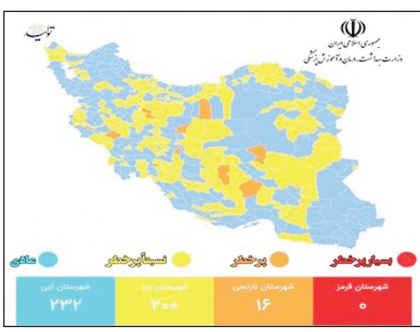 جمهوری اسلامی ایران
وزارت بهداشت، درمان و آموزش پزشکی
تولید
بسیار پرخطر
پرخطر
نسبتاً پرخطر
عادی
شهرستان قرمز
شهرستان نارنجی
شهرستان زرد
شهرستان آبی
۰
۱۶
۲۰۰
۲۳۲